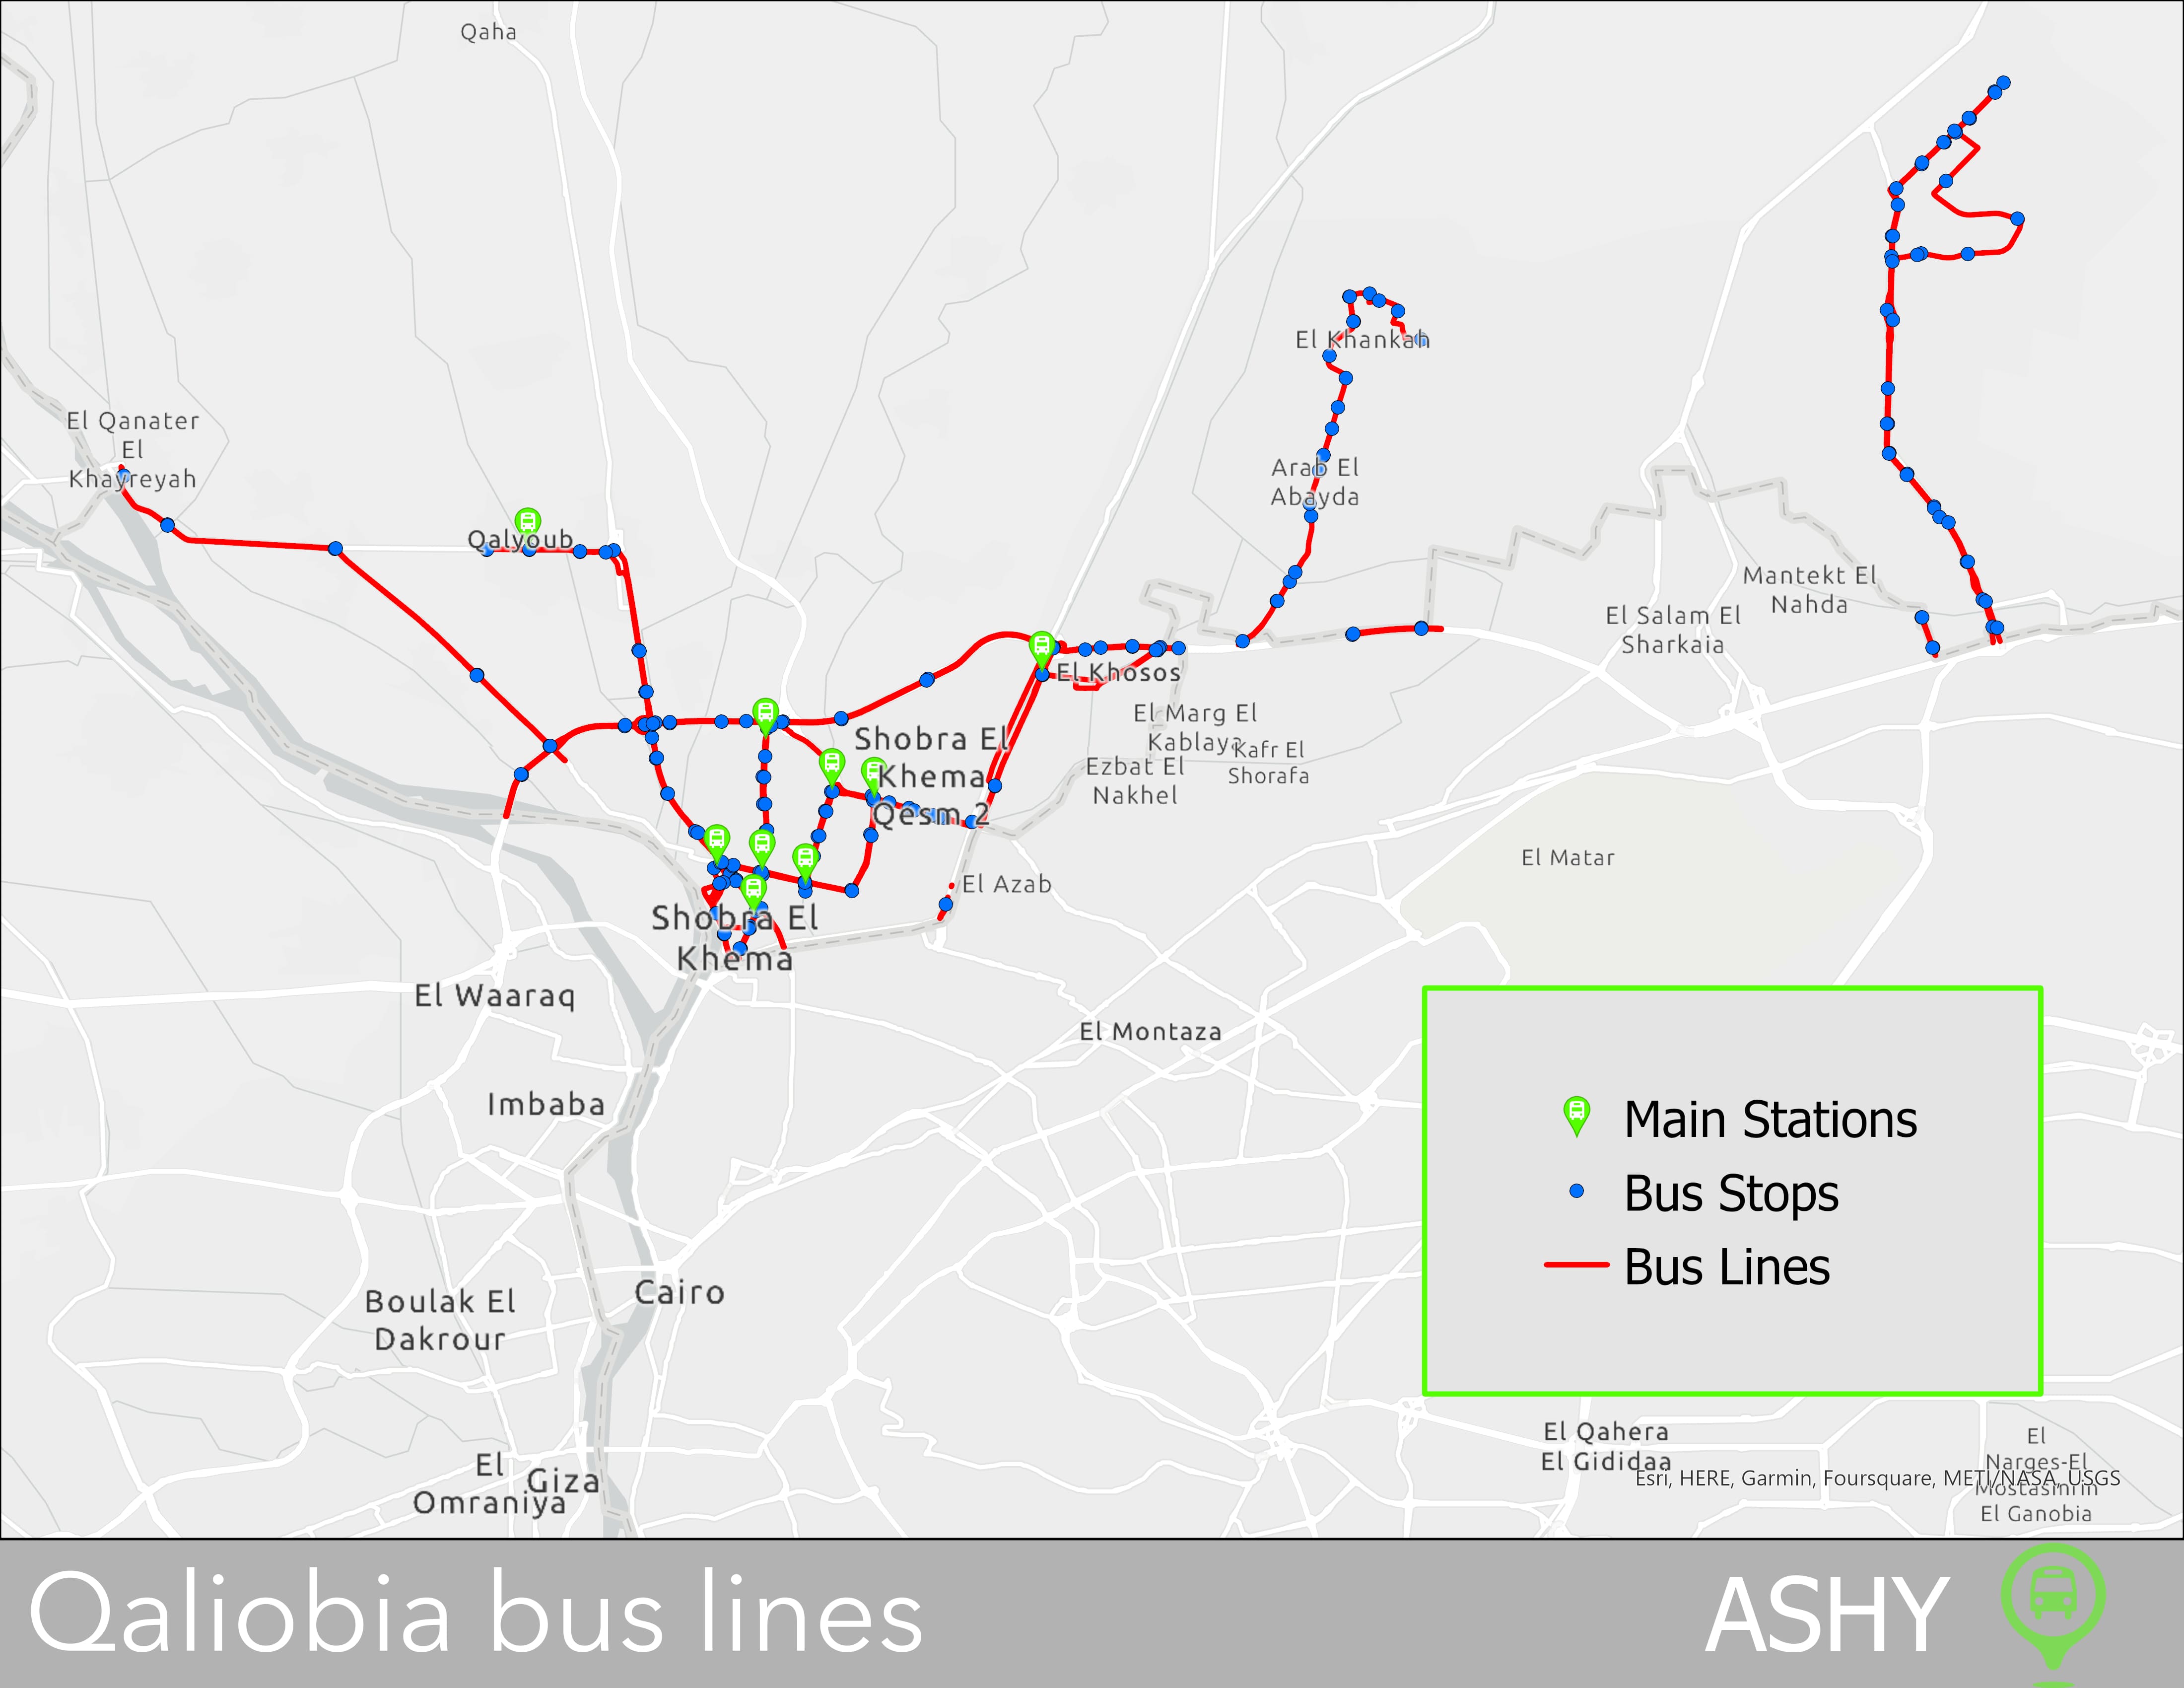 Qaha
El Qanater
El
Khayreyah
Qalyoub
El Khankah
Arab El
Abayda
Mantekt El
Nahda
El Salam El
Sharkaia
El Khosos
El Marg El
Kablaya
Kafr El
Shorafa
Ezbat El
Nakhel
Shobra El
Khema
Qesm 2
El Matar
El Azab
Shobra El
Khema
El Waaraq
El Montaza
Imbaba
Cairo
Boulak El
Dakrour
El
Omraniya
Giza
Main Stations
Bus Stops
Bus Lines
El Qahera
El Gididaa
El
Narges-El
Mostasmrin
El Ganobia
Esri, HERE, Garmin, Foursquare, METI/NASA, USGS
Qaliobia bus lines
ASHY